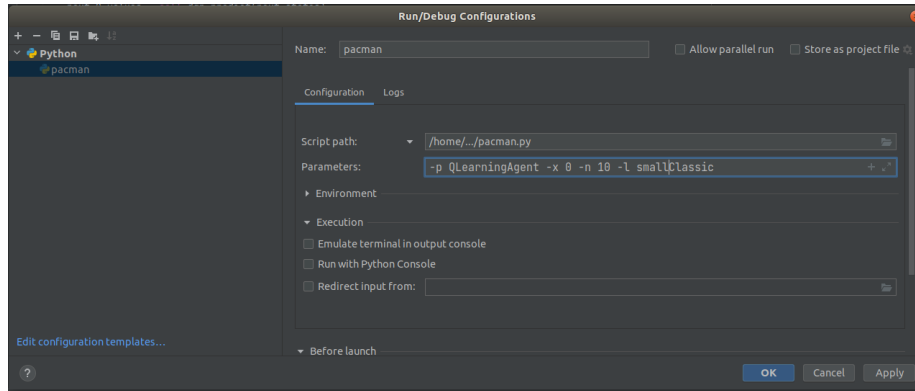 Run/Debug Configurations
Python
pacman
Name: pacman Allow parallel run Store as project file
Configuration Logs
Script path: /home/.../pacman.py
Parameters: -p QLearningAgent -x 0 -n 10 -l smallClassic
Environment
Execution
Emulate terminal in output console
Run with Python Console
Redirect input from:
Edit configuration templates...
Before launch
? OK Cancel Apply